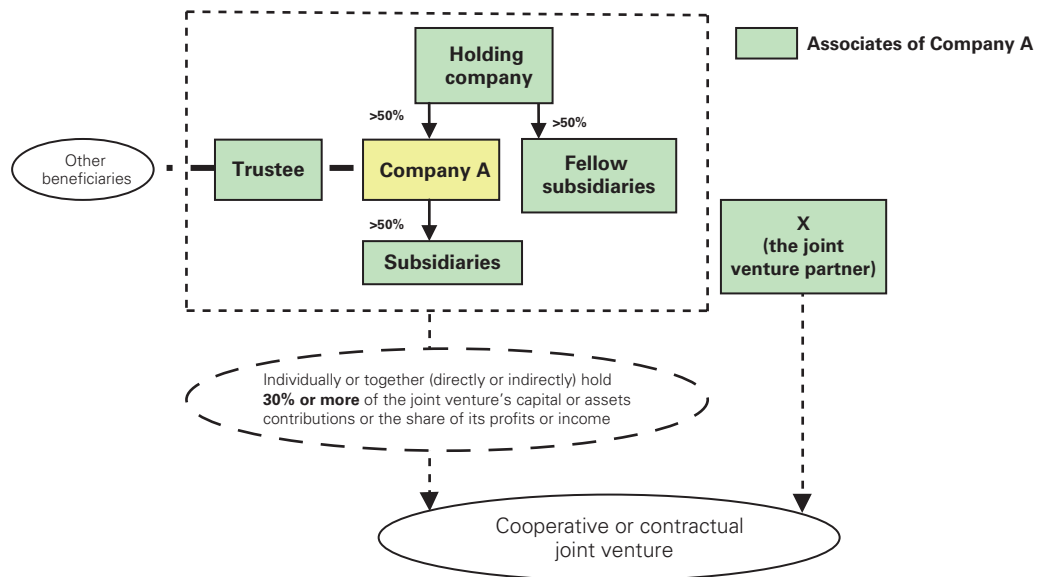 Associates of Company A
Holding
company
>50%
>50%
Other
beneficiaries
Trustee
Company A
Fellow
subsidiaries
>50%
Subsidiaries
X
(the joint
venture partner)
Individually or together (directly or indirectly) hold
30% or more of the joint venture's capital or assets
contributions or the share of its profits or income
Cooperative or contractual
joint venture